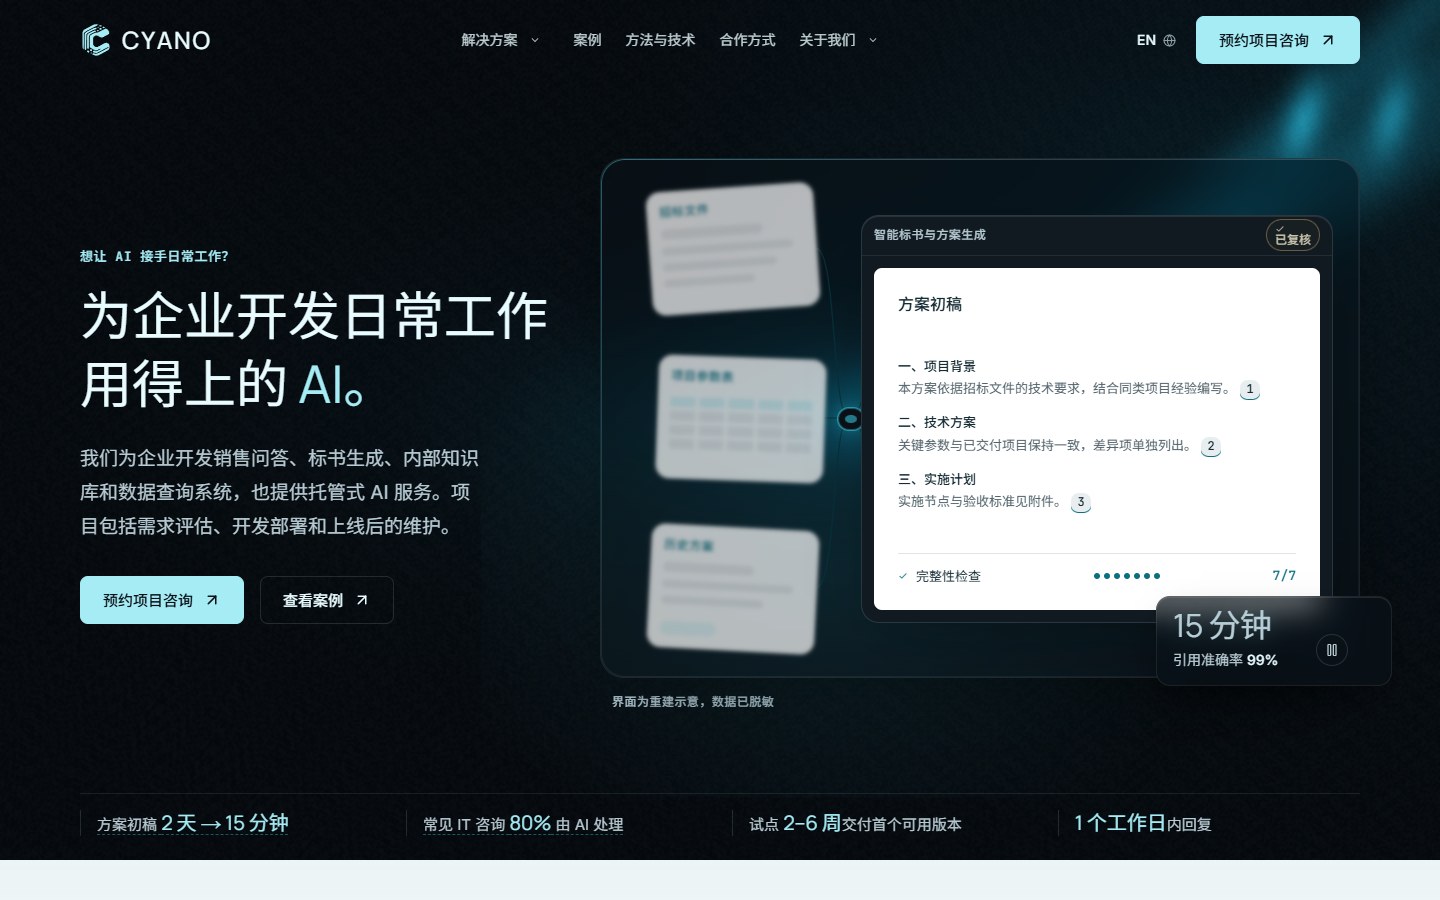 CYANO
解决方案
案例
方法与技术
合作方式
关于我们
EN
预约项目咨询
想让 AI 接手日常工作?
为企业开发日常工作
用得上的 AI。
我们为企业开发销售问答、标书生成、内部知识
库和数据查询系统，也提供托管式 AI 服务。项
目包括需求评估、开发部署和上线后的维护。
预约项目咨询
查看案例
招标文件
项目参数表
历史方案
智能标书与方案生成
已复核
方案初稿
一、项目背景
本方案依据招标文件的技术要求，结合同类项目经验编写。 1
二、技术方案
关键参数与已交付项目保持一致，差异项单独列出。 2
三、实施计划
实施节点与验收标准见附件。 3
完整性检查
7/7
15 分钟
引用准确率 99%
界面为重建示意，数据已脱敏
方案初稿 2 天 → 15 分钟
常见 IT 咨询 80% 由 AI 处理
试点 2–6 周交付首个可用版本
1 个工作日内回复